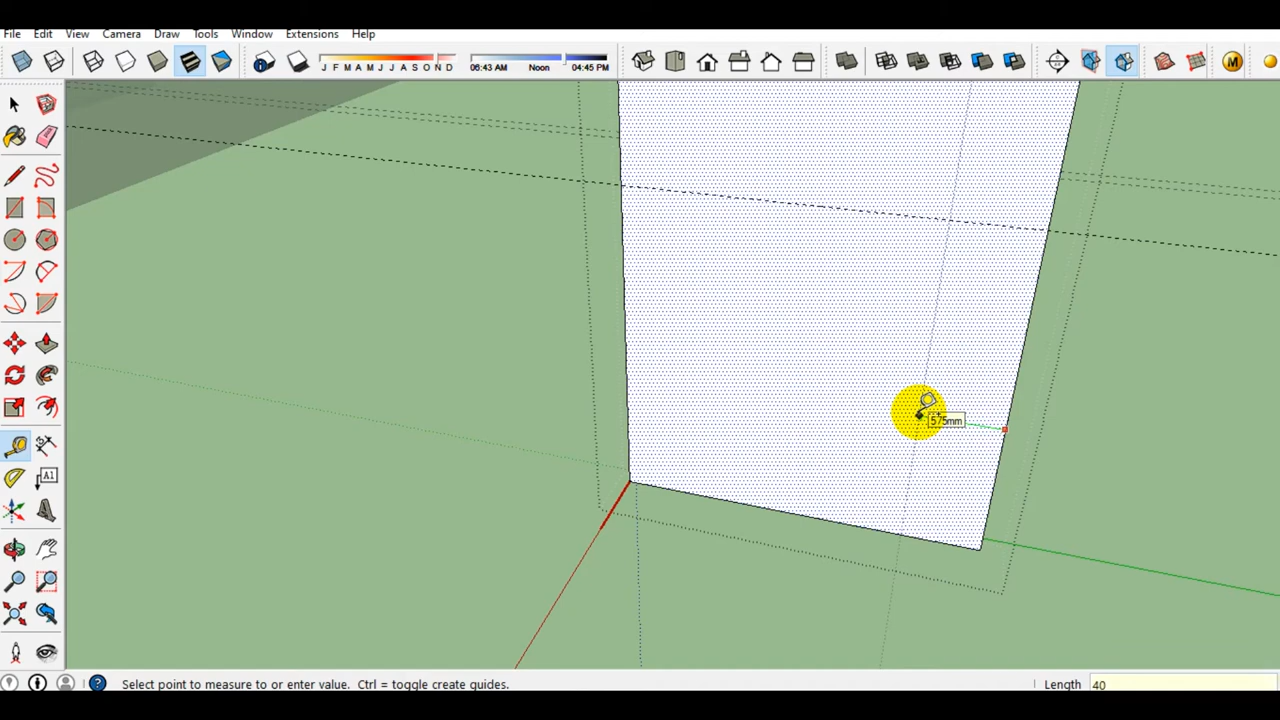 File Edit View Camera Draw Tools Window Extensions Help
J F M A M J J A S O N D 06:43 AM Noon 04:45 PM
M
575mm
A1
Select point to measure to or enter value. Ctrl = toggle create guides. Length 40